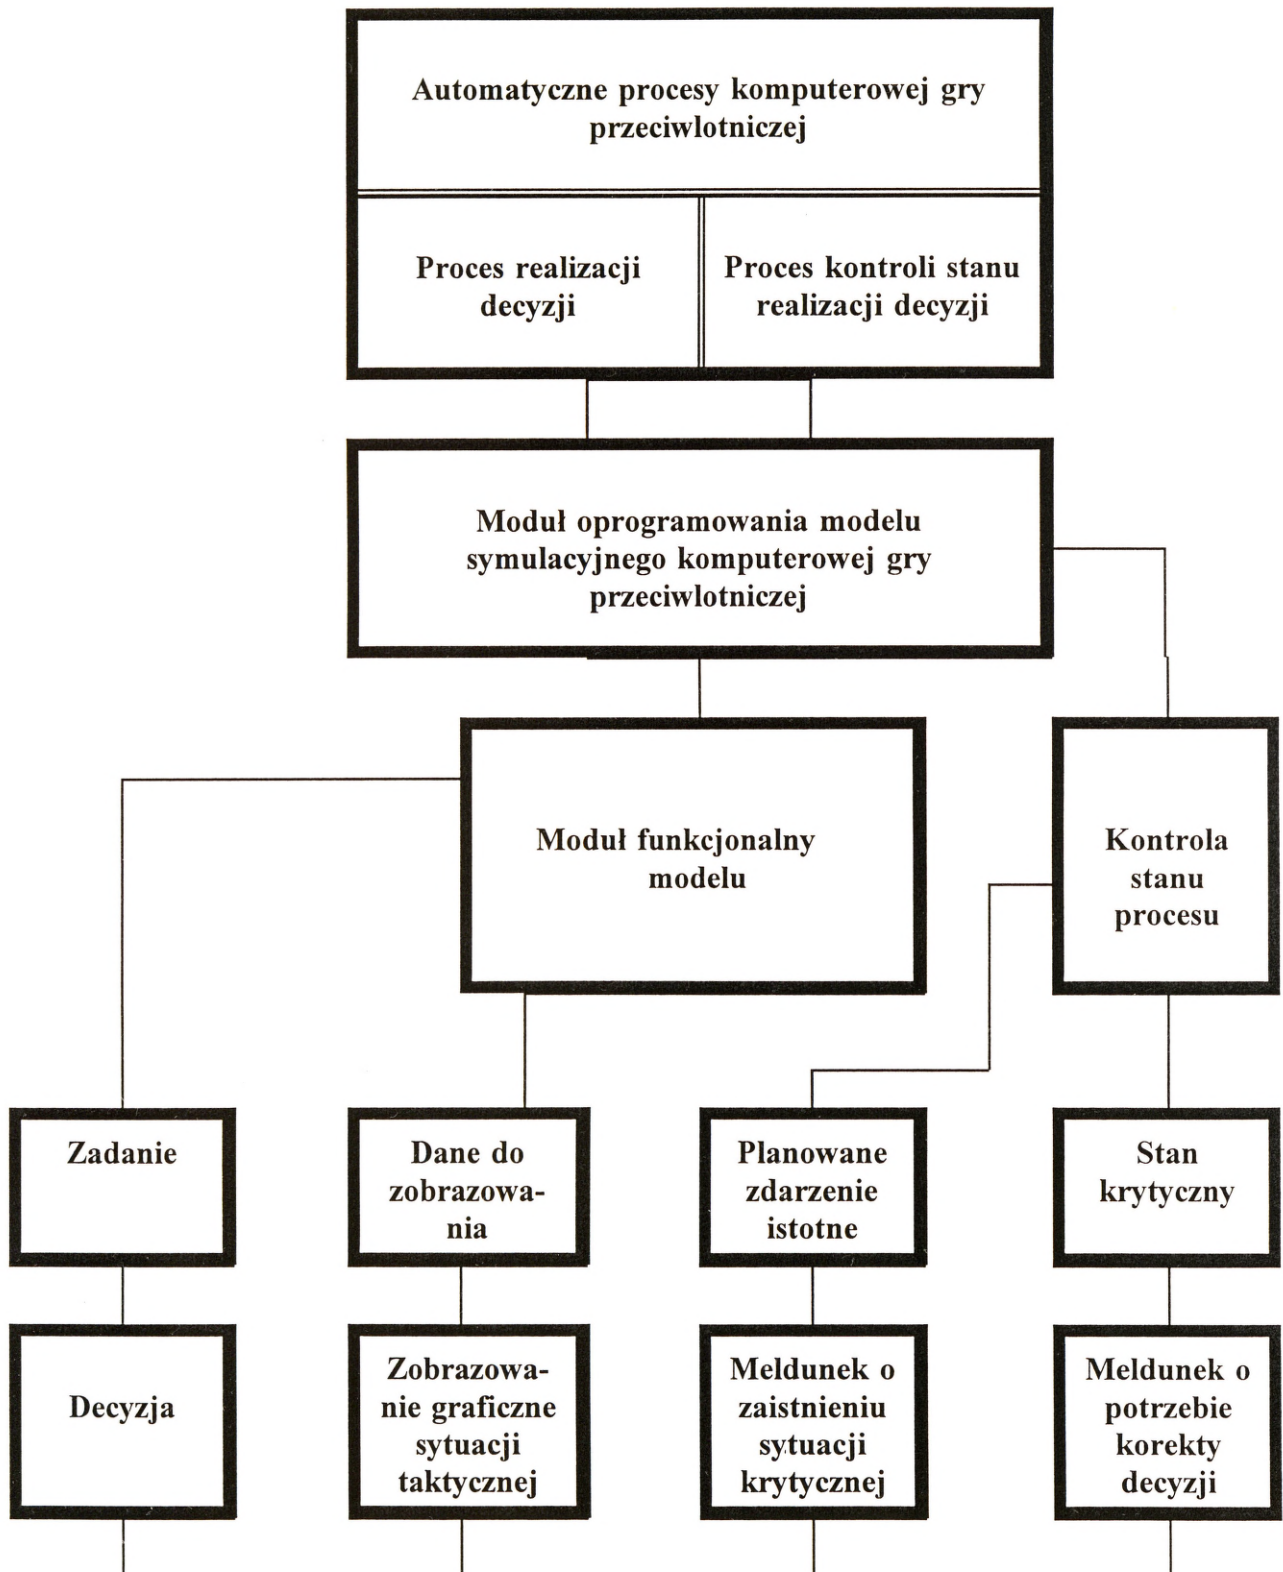 Automatyczne procesy komputerowej gry
przeciwlotniczej
Proces realizacji
decyzji
Proces kontroli stanu
realizacji decyzji
Moduł oprogramowania modelu
symulacyjnego komputerowej gry
przeciwlotniczej
Moduł funkcjonalny
modelu
Kontrola
stanu
procesu
Zadanie
Dane do
zobrazowa-
nia
Planowane
zdarzenie
istotne
Stan
krytyczny
Decyzja
Zobrazowa-
nie graficzne
sytuacji
taktycznej
Meldunek o
zaistnieniu
sytuacji
krytycznej
Meldunek o
potrzebie
korekty
decyzji